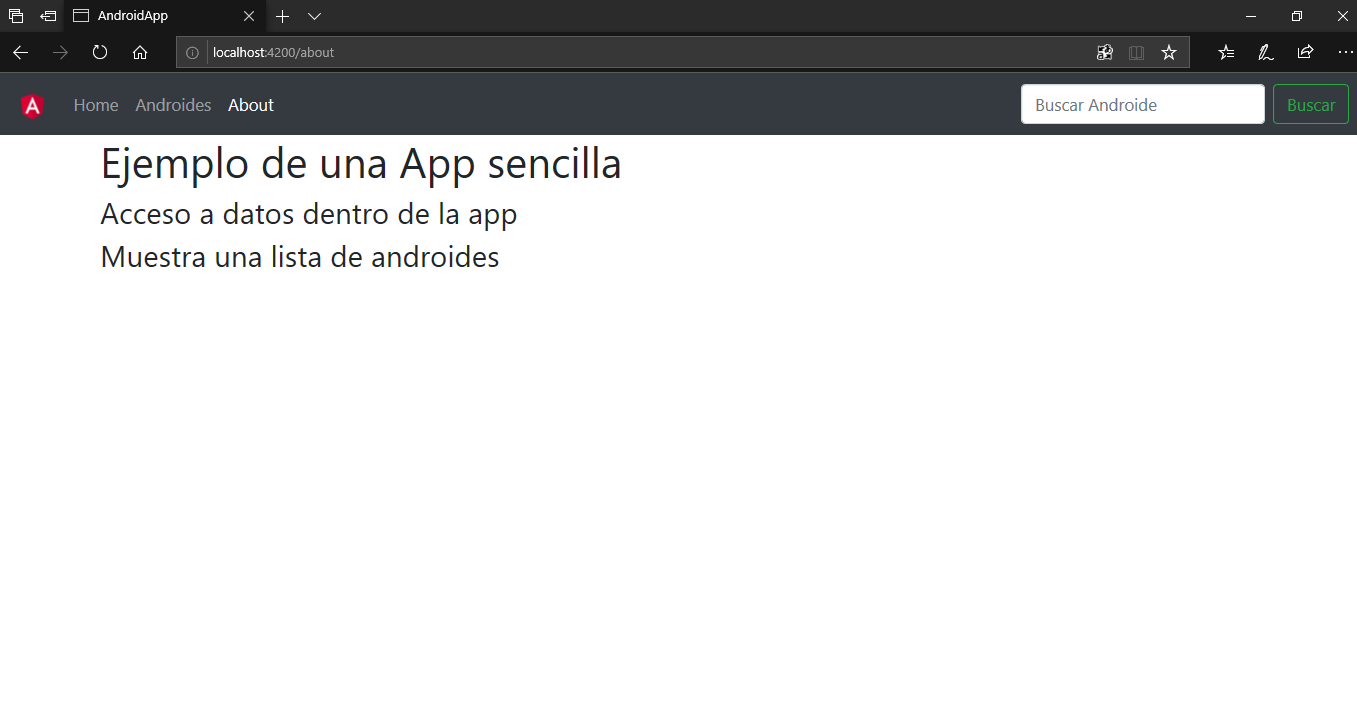 AndroidApp
localhost:4200/about
Home Androides About Buscar Androide Buscar
Ejemplo de una App sencilla
Acceso a datos dentro de la app
Muestra una lista de androides